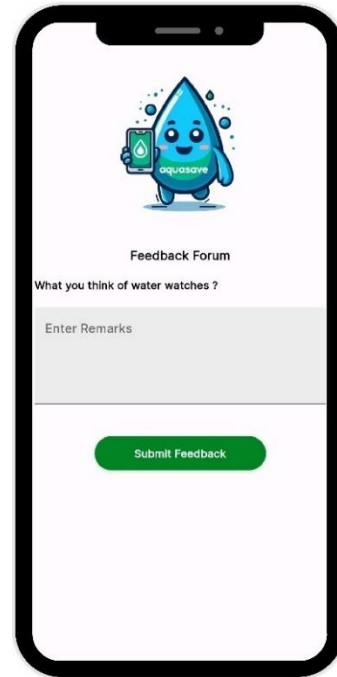 aquasave
Feedback Forum
What you think of water watches ?
Enter Remarks
Submit Feedback